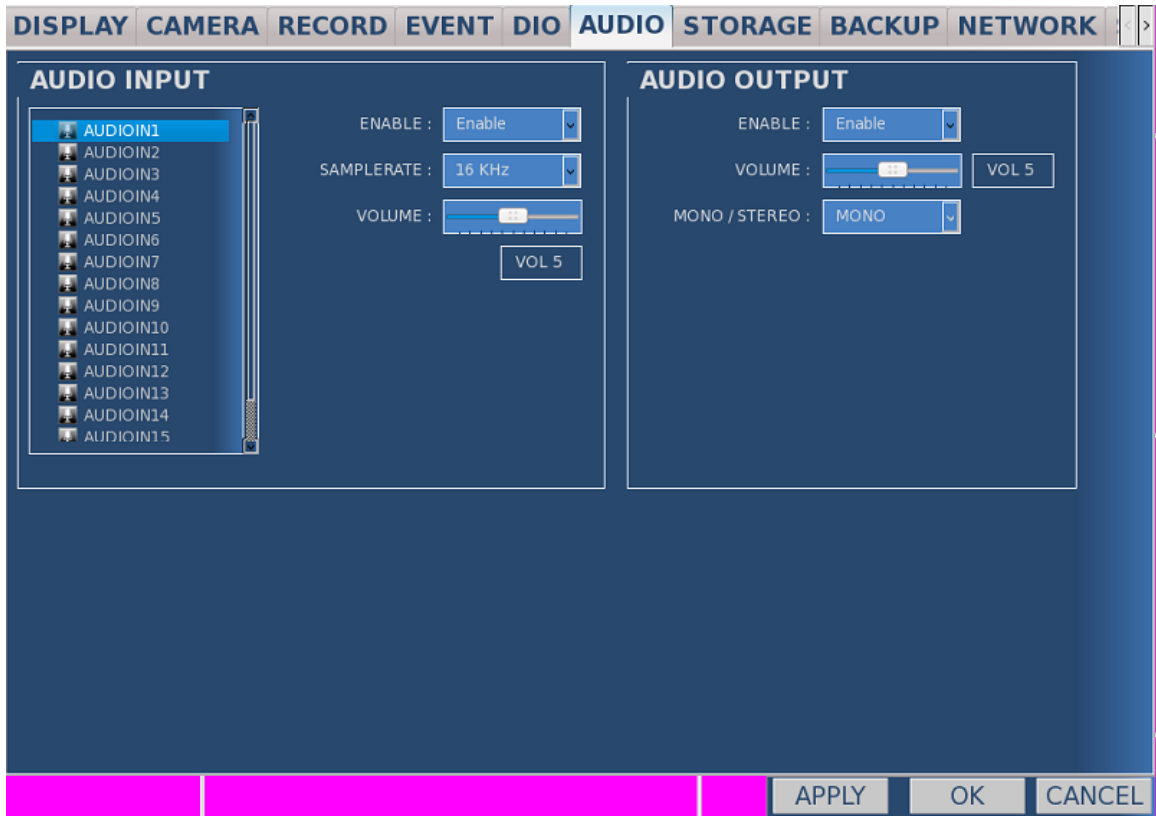 DISPLAY CAMERA RECORD EVENT DIO AUDIO STORAGE BACKUP NETWORK
AUDIO INPUT
AUDIOIN1
AUDIOIN2
AUDIOIN3
AUDIOIN4
AUDIOIN5
AUDIOIN6
AUDIOIN7
AUDIOIN8
AUDIOIN9
AUDIOIN10
AUDIOIN11
AUDIOIN12
AUDIOIN13
AUDIOIN14
AUDIOIN15
ENABLE : Enable
SAMPLERATE : 16 KHz
VOLUME :
VOL 5
AUDIO OUTPUT
ENABLE : Enable
VOLUME : VOL 5
MONO / STEREO : MONO
APPLY OK CANCEL